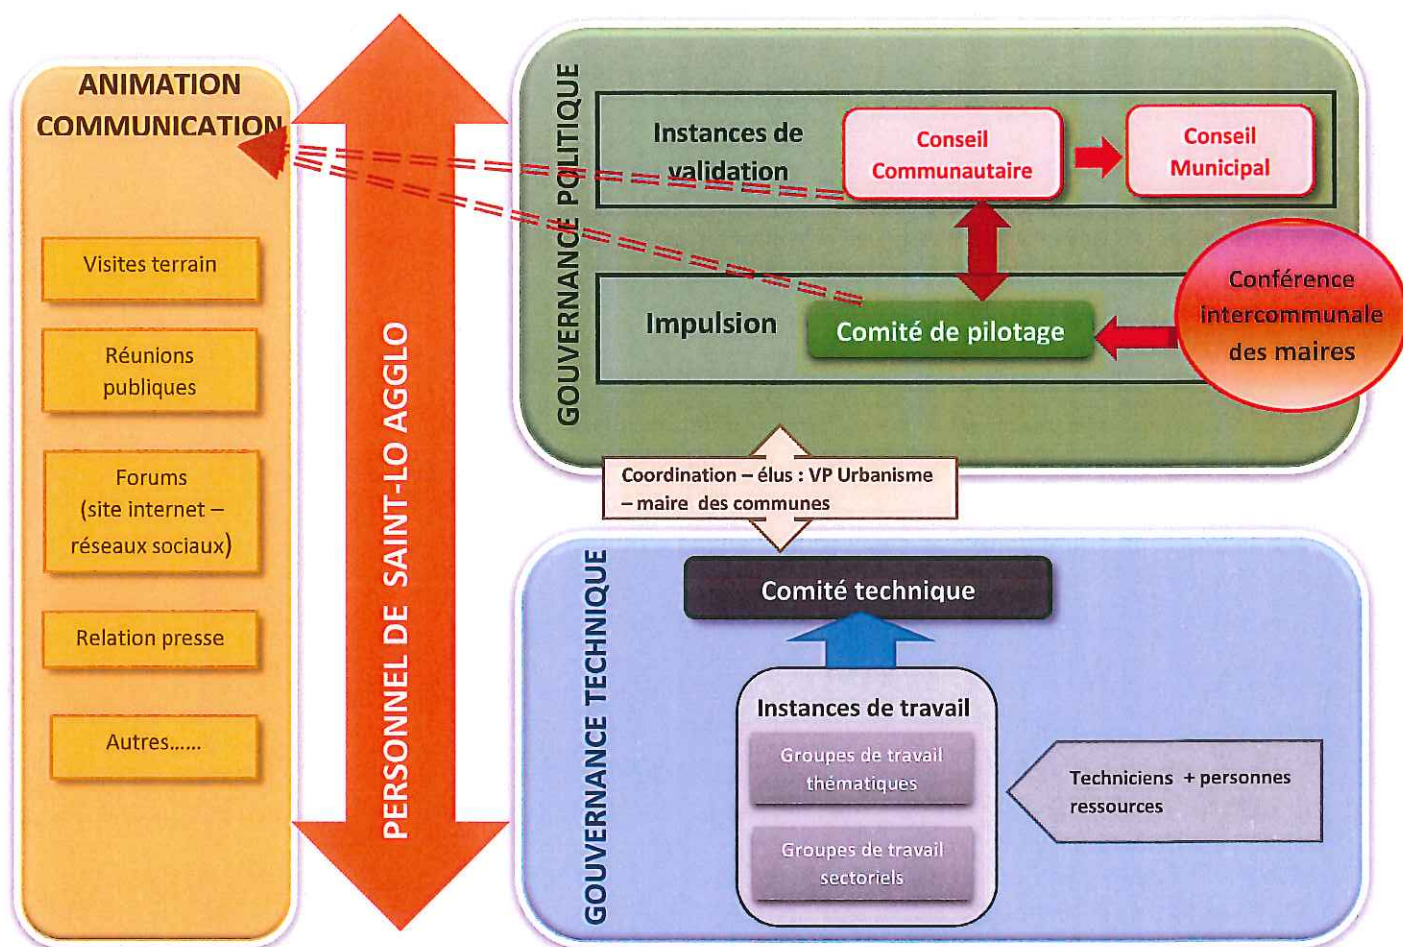 ANIMATION
COMMUNICATION
Visites terrain
Réunions
publiques
Forums
(site internet –
réseaux sociaux)
Relation presse
Autres......
PERSONNEL DE SAINT-LO AGGLO
GOUVERNANCE POLITIQUE
Instances de
validation
Conseil
Communautaire
Conseil
Municipal
Impulsion
Comité de pilotage
Conférence
intercommunale
des maires
Coordination – élus : VP Urbanisme
– maire des communes
GOUVERNANCE TECHNIQUE
Comité technique
Instances de travail
Groupes de travail
thématiques
Groupes de travail
sectoriels
Techniciens + personnes
ressources